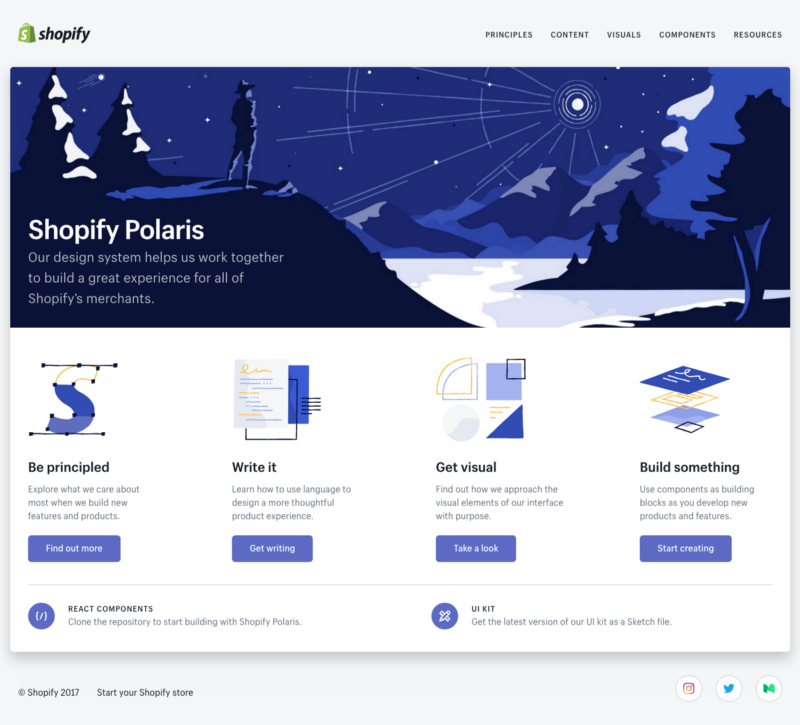 shopify
PRINCIPLES CONTENT VISUALS COMPONENTS RESOURCES
Shopify Polaris
Our design system helps us work together
to build a great experience for all of
Shopify's merchants.
Be principled
Explore what we care about
most when we build new
features and products.
Find out more
Write it
Learn how to use language to
design a more thoughtful
product experience.
Get writing
Get visual
Find out how we approach the
visual elements of our interface
with purpose.
Take a look
Build something
Use components as building
blocks as you develop new
products and features.
Start creating
{/}
REACT COMPONENTS
Clone the repository to start building with Shopify Polaris.
UI KIT
Get the latest version of our UI kit as a Sketch file.
© Shopify 2017 Start your Shopify store